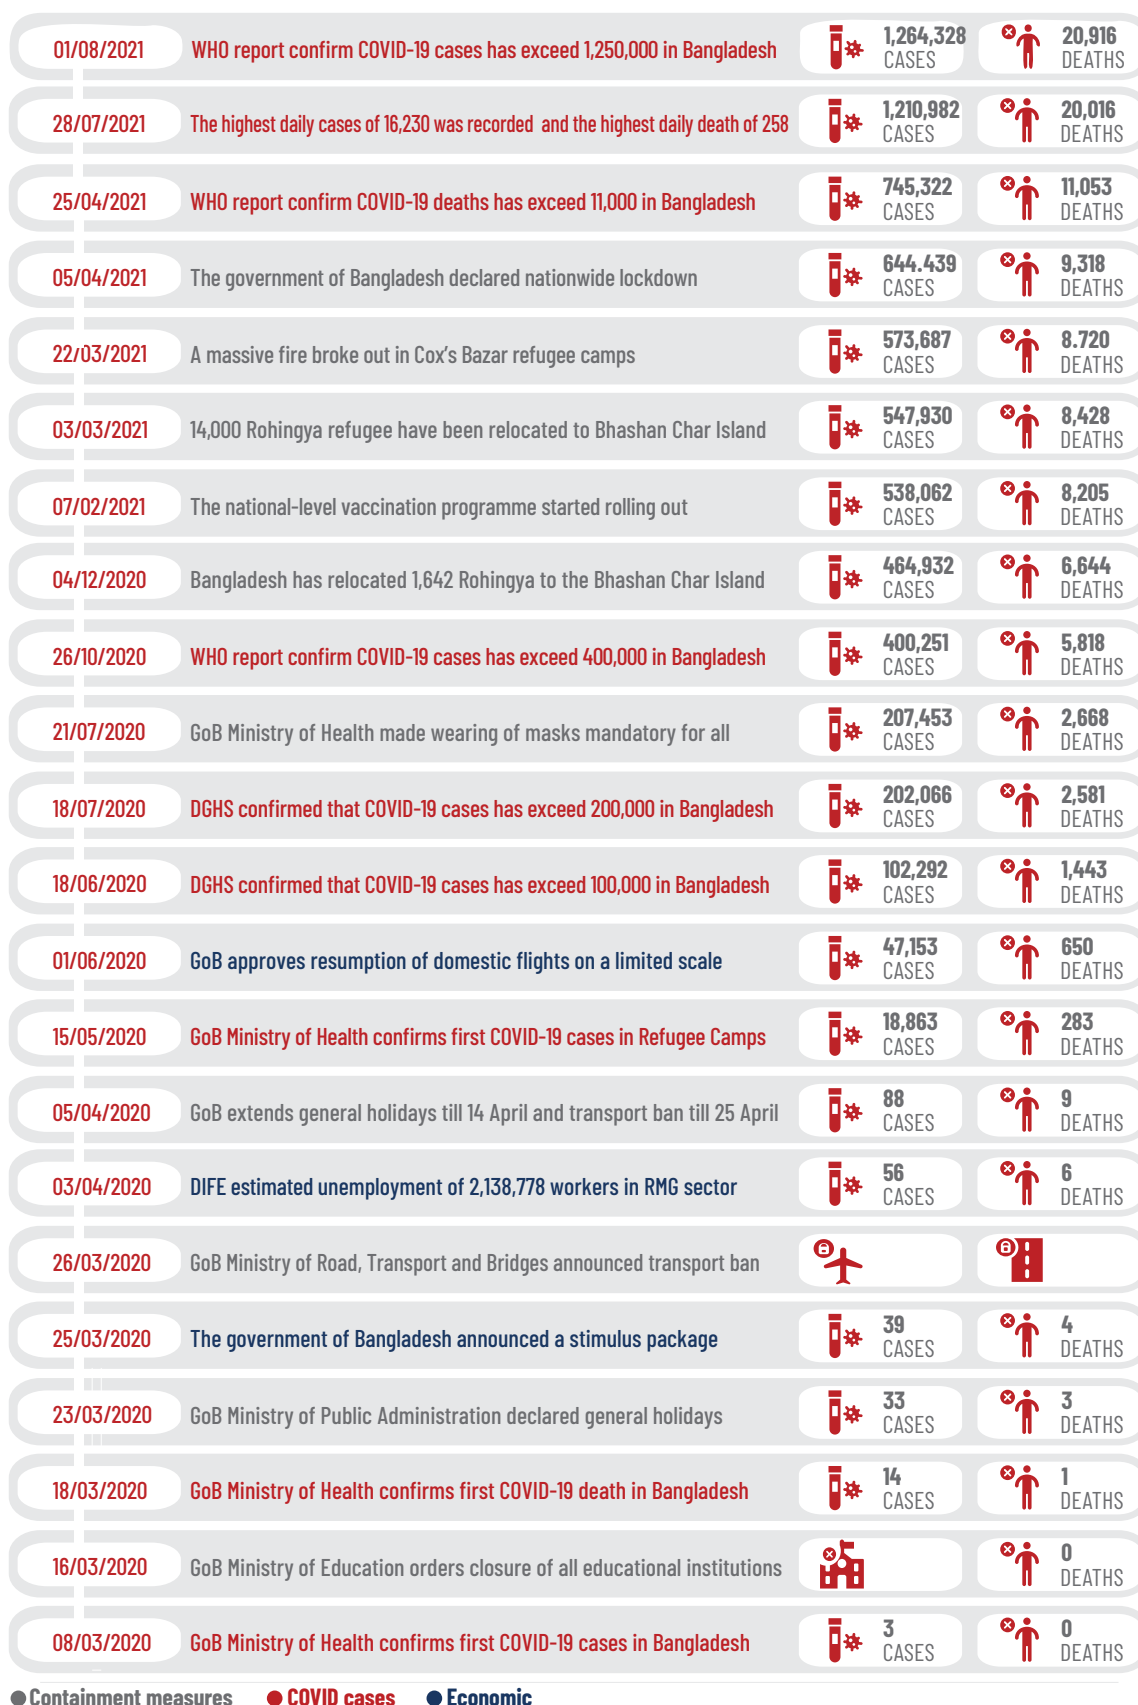 01/08/2021 WHO report confirm COVID-19 cases has exceed 1,250,000 in Bangladesh 1,264,328 CASES 20,916 DEATHS
28/07/2021 The highest daily cases of 16,230 was recorded and the highest daily death of 258 1,210,982 CASES 20,016 DEATHS
25/04/2021 WHO report confirm COVID-19 deaths has exceed 11,000 in Bangladesh 745,322 CASES 11,053 DEATHS
05/04/2021 The government of Bangladesh declared nationwide lockdown 644.439 CASES 9,318 DEATHS
22/03/2021 A massive fire broke out in Cox's Bazar refugee camps 573,687 CASES 8.720 DEATHS
03/03/2021 14,000 Rohingya refugee have been relocated to Bhashan Char Island 547,930 CASES 8,428 DEATHS
07/02/2021 The national-level vaccination programme started rolling out 538,062 CASES 8,205 DEATHS
04/12/2020 Bangladesh has relocated 1,642 Rohingya to the Bhashan Char Island 464,932 CASES 6,644 DEATHS
26/10/2020 WHO report confirm COVID-19 cases has exceed 400,000 in Bangladesh 400,251 CASES 5,818 DEATHS
21/07/2020 GoB Ministry of Health made wearing of masks mandatory for all 207,453 CASES 2,668 DEATHS
18/07/2020 DGHS confirmed that COVID-19 cases has exceed 200,000 in Bangladesh 202,066 CASES 2,581 DEATHS
18/06/2020 DGHS confirmed that COVID-19 cases has exceed 100,000 in Bangladesh 102,292 CASES 1,443 DEATHS
01/06/2020 GoB approves resumption of domestic flights on a limited scale 47,153 CASES 650 DEATHS
15/05/2020 GoB Ministry of Health confirms first COVID-19 cases in Refugee Camps 18,863 CASES 283 DEATHS
05/04/2020 GoB extends general holidays till 14 April and transport ban till 25 April 88 CASES 9 DEATHS
03/04/2020 DIFE estimated unemployment of 2,138,778 workers in RMG sector 56 CASES 6 DEATHS
26/03/2020 GoB Ministry of Road, Transport and Bridges announced transport ban
25/03/2020 The government of Bangladesh announced a stimulus package 39 CASES 4 DEATHS
23/03/2020 GoB Ministry of Public Administration declared general holidays 33 CASES 3 DEATHS
18/03/2020 GoB Ministry of Health confirms first COVID-19 death in Bangladesh 14 CASES 1 DEATHS
16/03/2020 GoB Ministry of Education orders closure of all educational institutions 0 DEATHS
08/03/2020 GoB Ministry of Health confirms first COVID-19 cases in Bangladesh 3 CASES 0 DEATHS
Containment measures COVID cases Economic